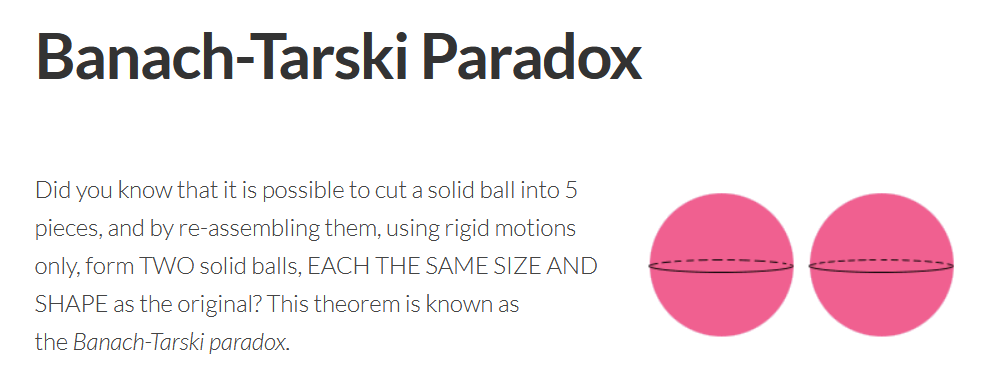 Banach-Tarski Paradox
Did you know that it is possible to cut a solid ball into 5
pieces, and by re-assembling them, using rigid motions
only, form TWO solid balls, EACH THE SAME SIZE AND
SHAPE as the original? This theorem is known as
the Banach-Tarski paradox.